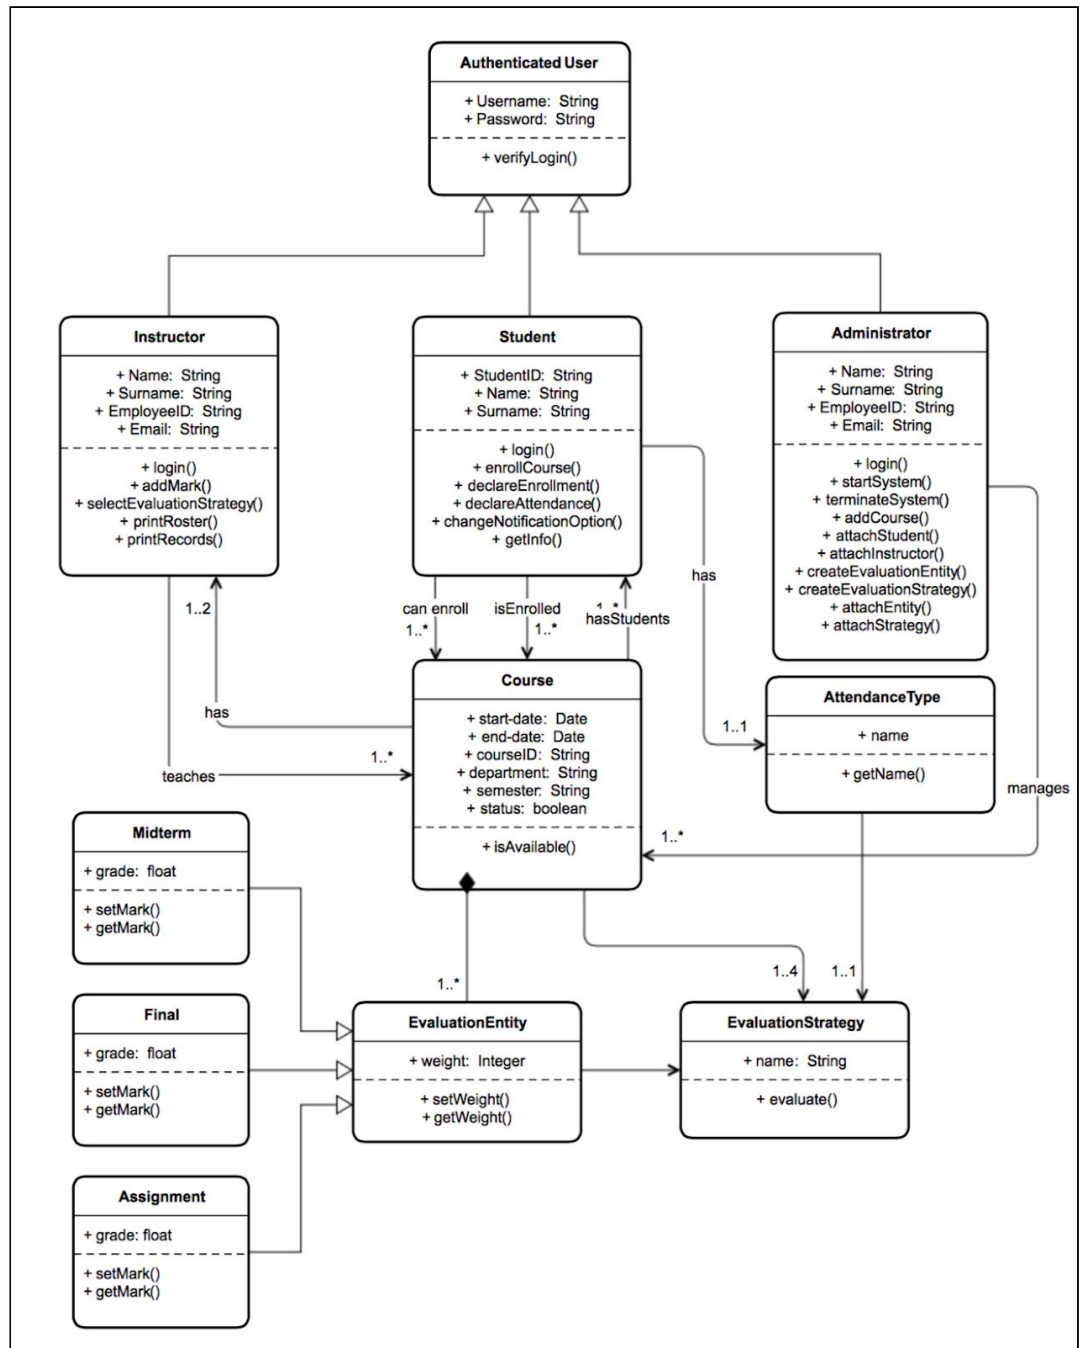 Authenticated User
+ Username: String
+ Password: String
+ verifyLogin()
Instructor
+ Name: String
+ Surname: String
+ EmployeeID: String
+ Email: String
+ login()
+ addMark()
+ selectEvaluationStrategy()
+ printRoster()
+ printRecords()
Student
+ StudentID: String
+ Name: String
+ Surname: String
+ login()
+ enrollCourse()
+ declareEnrollment()
+ declareAttendance()
+ changeNotificationOption()
+ getInfo()
Administrator
+ Name: String
+ Surname: String
+ EmployeeID: String
+ Email: String
+ login()
+ startSystem()
+ terminateSystem()
+ addCourse()
+ attachStudent()
+ attachInstructor()
+ createEvaluationEntity()
+ createEvaluationStrategy()
+ attachEntity()
+ attachStrategy()
has
1..2
can enroll
1..*
isEnrolled
1..*
1..*
hasStudents
Course
+ start-date: Date
+ end-date: Date
+ courseID: String
+ department: String
+ semester: String
+ status: boolean
+ isAvailable()
AttendanceType
+ name
+ getName()
has
1..*
teaches
1..1
manages
1..*
Midterm
+ grade: float
+ setMark()
+ getMark()
1..*
1..4
1..1
Final
+ grade: float
+ setMark()
+ getMark()
EvaluationEntity
+ weight: Integer
+ setWeight()
+ getWeight()
EvaluationStrategy
+ name: String
+ evaluate()
Assignment
+ grade: float
+ setMark()
+ getMark()